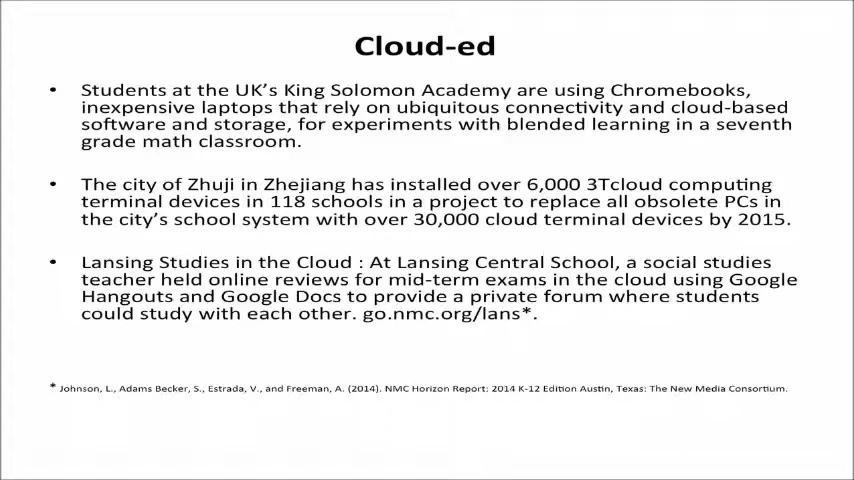 Cloud-ed
• Students at the UK's King Solomon Academy are using Chromebooks,
inexpensive laptops that rely on ubiquitous connectivity and cloud-based
software and storage, for experiments with blended learning in a seventh
grade math classroom.
• The city of Zhuji in Zhejiang has installed over 6,000 3Tcloud computing
terminal devices in 118 schools in a project to replace all obsolete PCs in
the city's school system with over 30,000 cloud terminal devices by 2015.
• Lansing Studies in the Cloud : At Lansing Central School, a social studies
teacher held online reviews for mid-term exams in the cloud using Google
Hangouts and Google Docs to provide a private forum where students
could study with each other. go.nmc.org/lans*.
* Johnson, L., Adams Becker, S., Estrada, V., and Freeman, A. (2014). NMC Horizon Report: 2014 K-12 Edition Austin, Texas: The New Media Consortium.